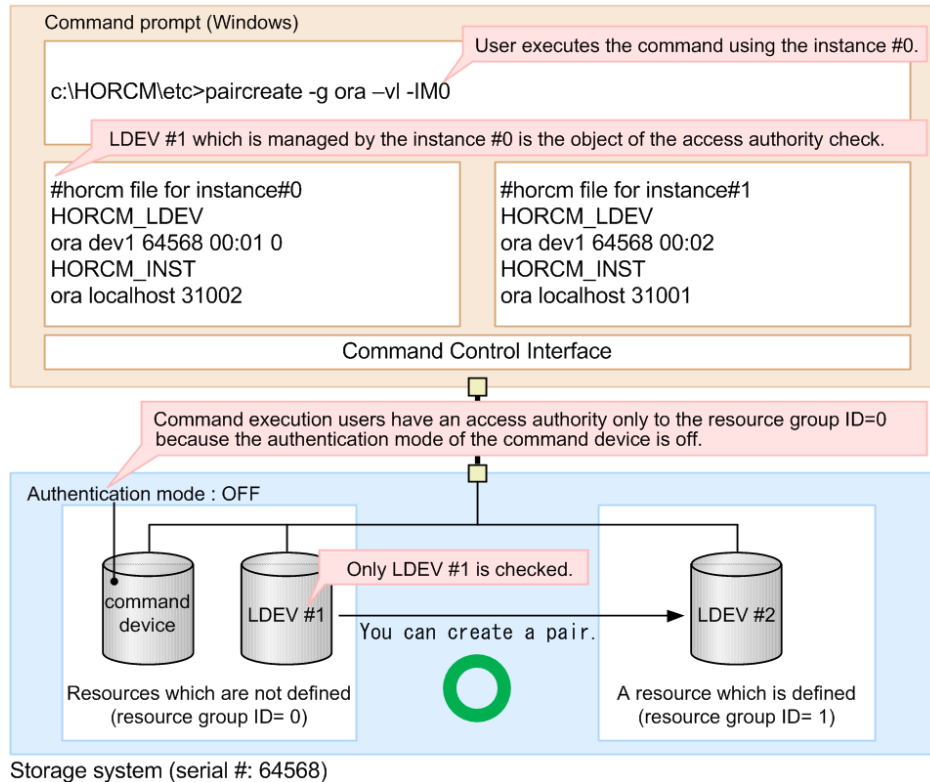 Command prompt (Windows)
User executes the command using the instance #0.
c:\HORCM\etc>paircreate -g ora –vl -IM0
LDEV #1 which is managed by the instance #0 is the object of the access authority check.
#horcm file for instance#0
HORCM_LDEV
ora dev1 64568 00:01 0
HORCM_INST
ora localhost 31002
#horcm file for instance#1
HORCM_LDEV
ora dev1 64568 00:02
HORCM_INST
ora localhost 31001
Command Control Interface
Command execution users have an access authority only to the resource group ID=0
because the authentication mode of the command device is off.
Authentication mode : OFF
command
device
LDEV #1
Only LDEV #1 is checked.
You can create a pair.
LDEV #2
Resources which are not defined
(resource group ID= 0)
A resource which is defined
(resource group ID= 1)
Storage system (serial #: 64568)